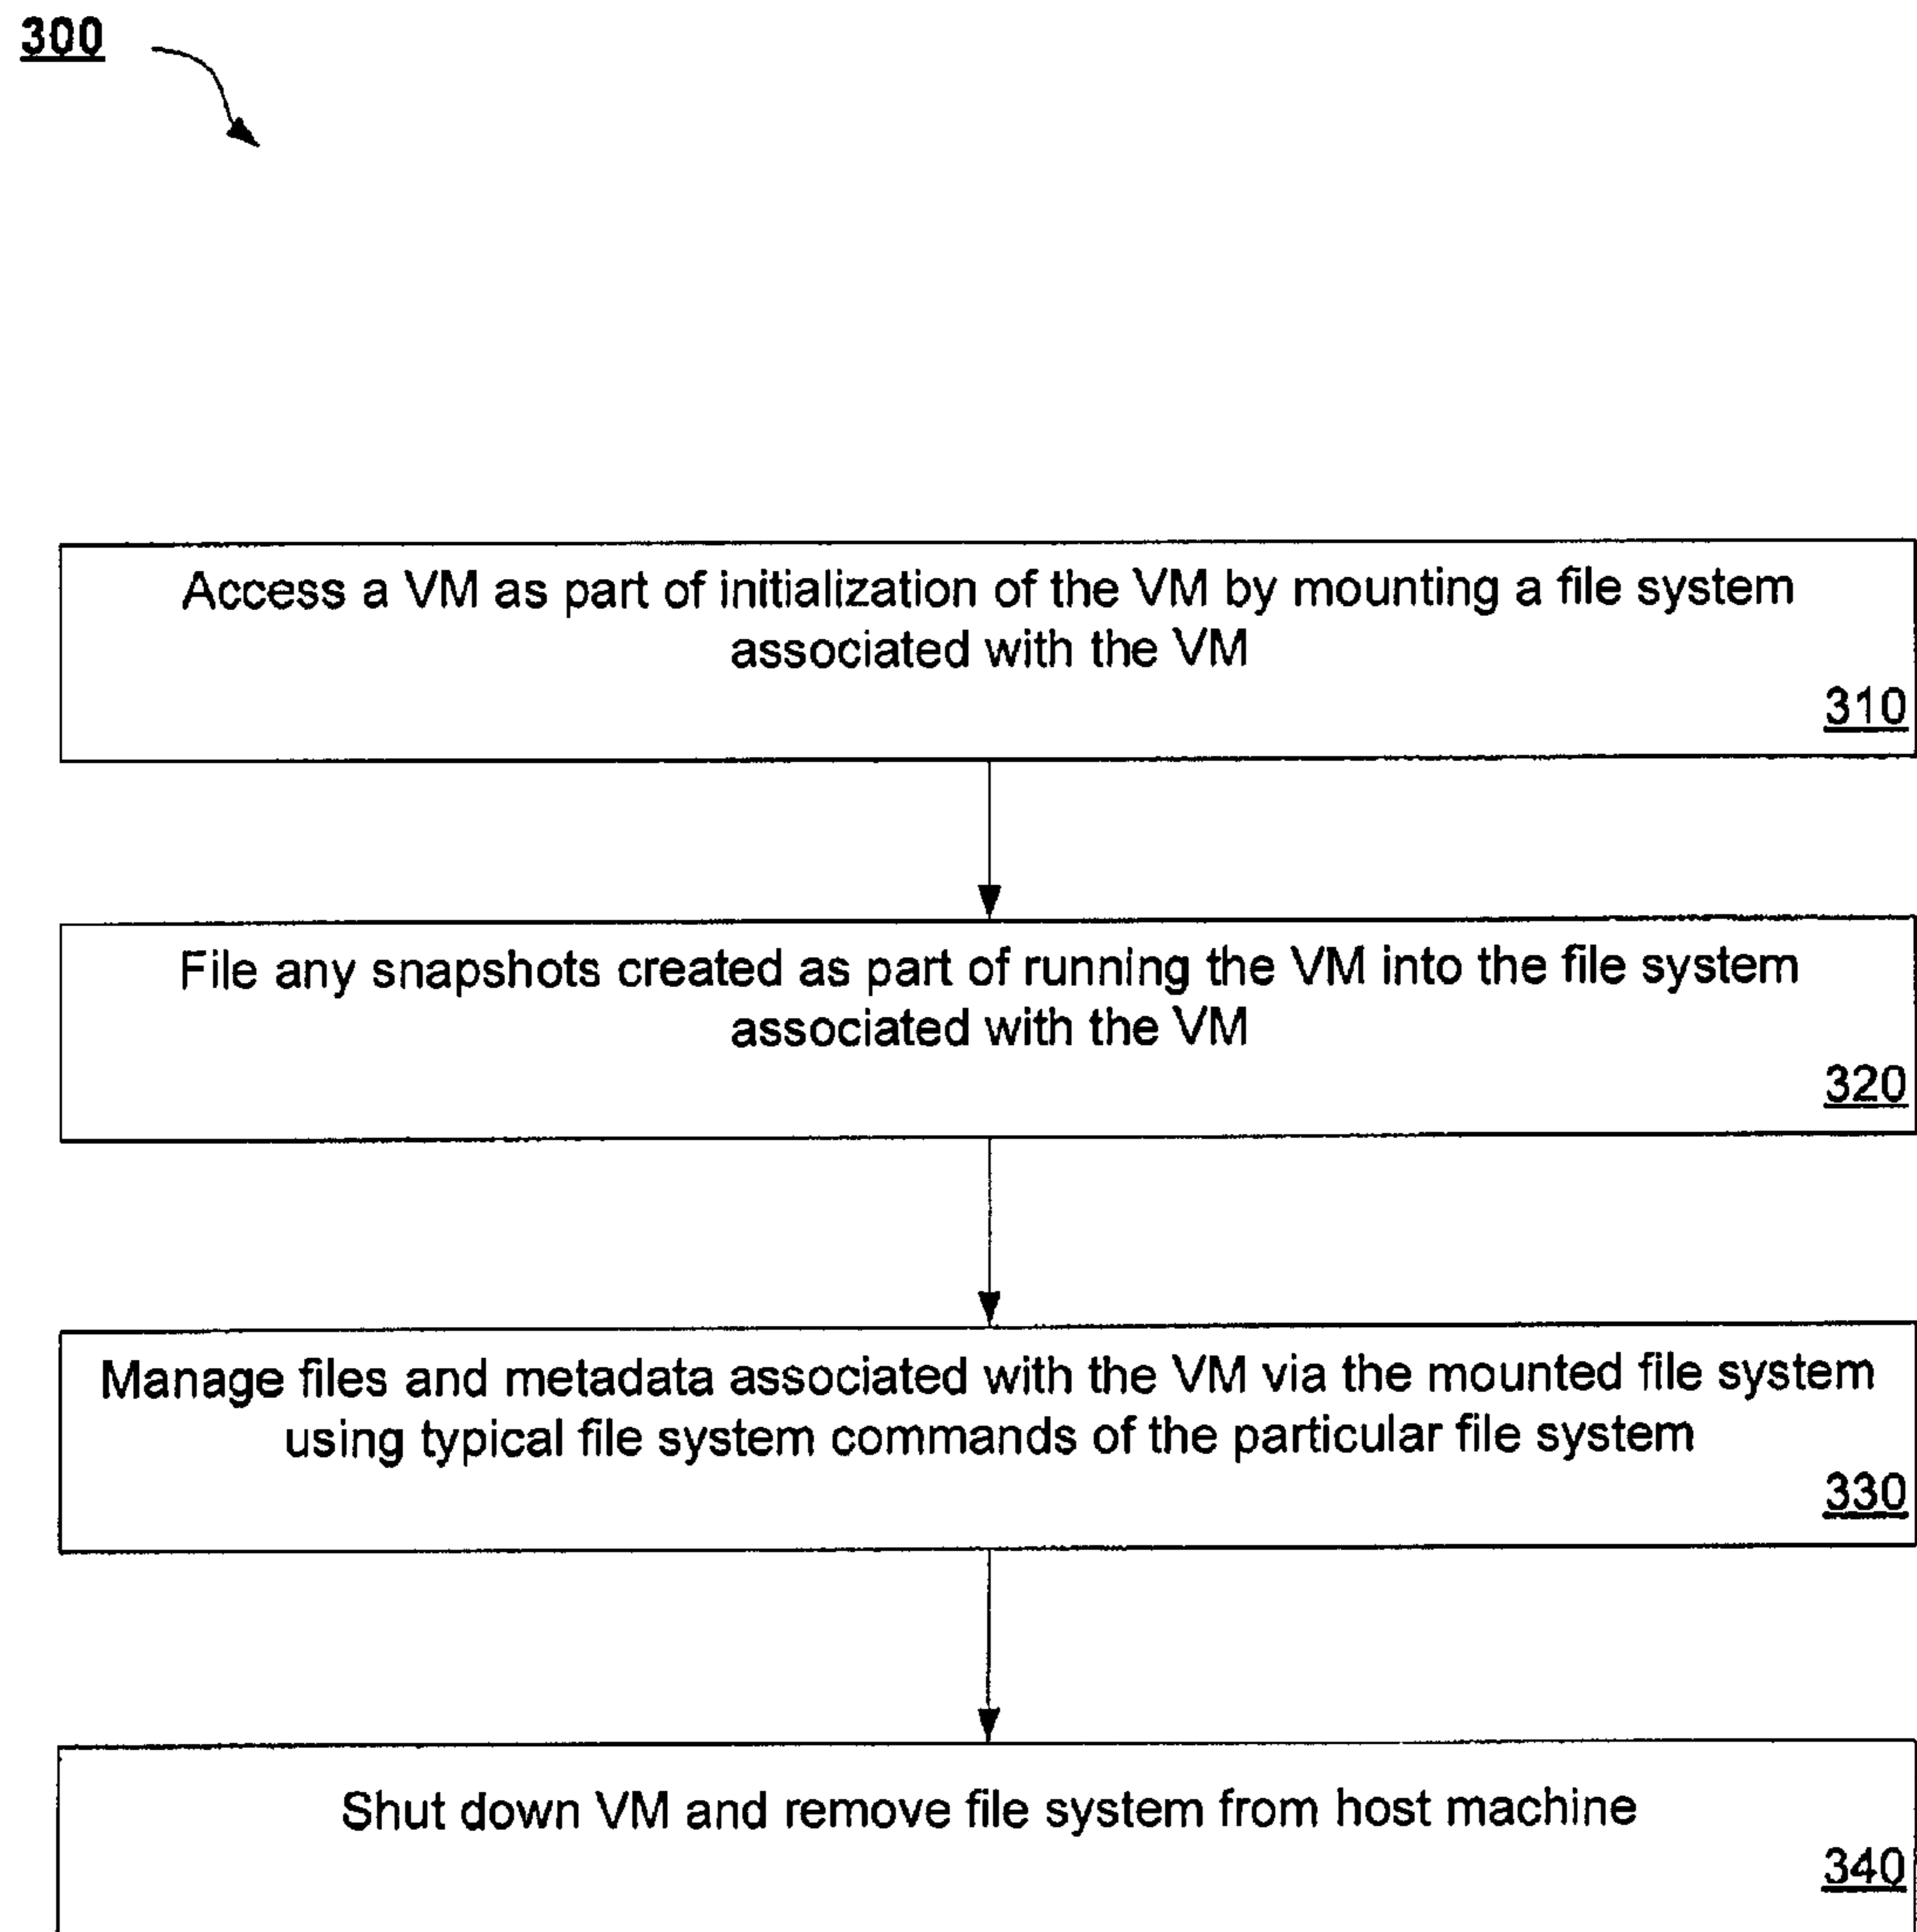 300
Access a VM as part of initialization of the VM by mounting a file system
associated with the VM
310
File any snapshots created as part of running the VM into the file system
associated with the VM
320
Manage files and metadata associated with the VM via the mounted file system
using typical file system commands of the particular file system
330
Shut down VM and remove file system from host machine
340